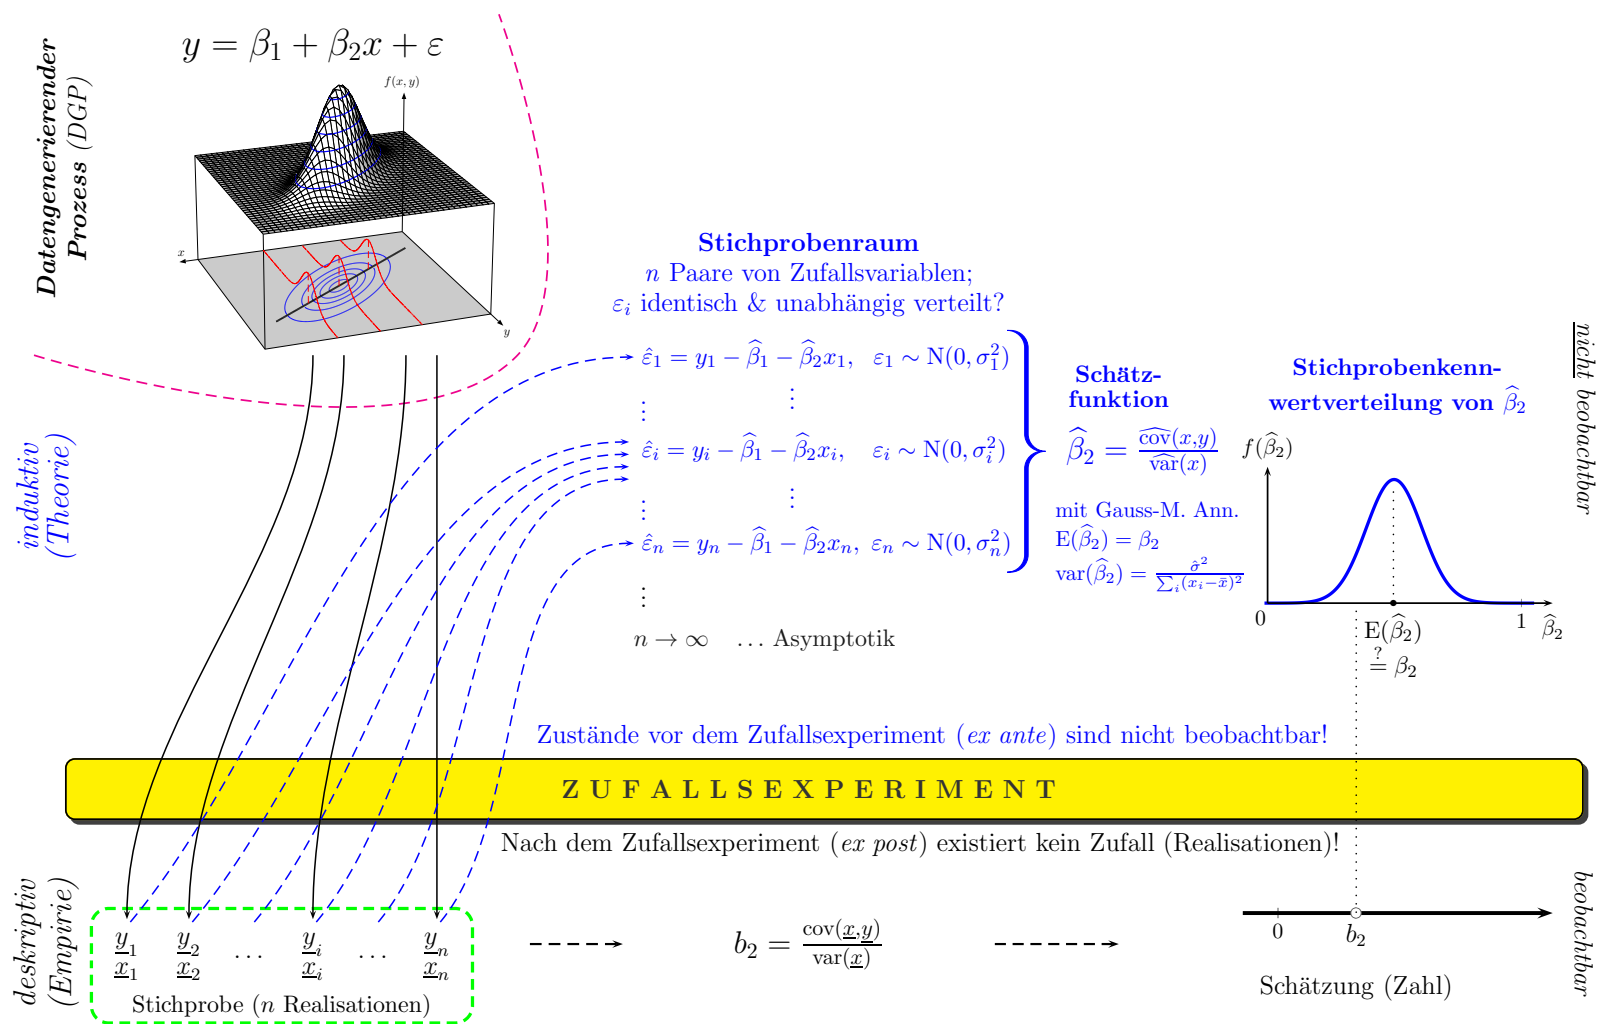 Datengenerierender
Prozess (DGP)
y = β₁ + β₂x + ε
f(x, y)
x
y
Stichprobenraum
n Paare von Zufallsvariablen;
εᵢ identisch & unabhängig verteilt?
ε̂₁ = y₁ − β̂₁ − β̂₂x₁, ε₁ ∼ N(0, σ₁²)
⋮ ⋮
ε̂ᵢ = yᵢ − β̂₁ − β̂₂xᵢ, εᵢ ∼ N(0, σᵢ²)
⋮ ⋮
ε̂ₙ = yₙ − β̂₁ − β̂₂xₙ, εₙ ∼ N(0, σₙ²)
⋮
n → ∞ … Asymptotik
Schätz-
funktion
β̂₂ = côv(x,y) / vâr(x)
mit Gauss-M. Ann.
E(β̂₂) = β₂
var(β̂₂) = σ̂² / ∑ᵢ(xᵢ−x̄)²
Stichprobenkenn-
wertverteilung von β̂₂
f(β̂₂)
0
1
β̂₂
E(β̂₂)
≟ β₂
nicht beobachtbar
induktiv
(Theorie)
Zustände vor dem Zufallsexperiment (ex ante) sind nicht beobachtbar!
ZUFALLSEXPERIMENT
Nach dem Zufallsexperiment (ex post) existiert kein Zufall (Realisationen)!
deskriptiv
(Empirie)
y₁ y₂ … yᵢ … yₙ
x₁ x₂ xᵢ xₙ
Stichprobe (n Realisationen)
b₂ = cov(x,y) / var(x)
0
b₂
Schätzung (Zahl)
beobachtbar